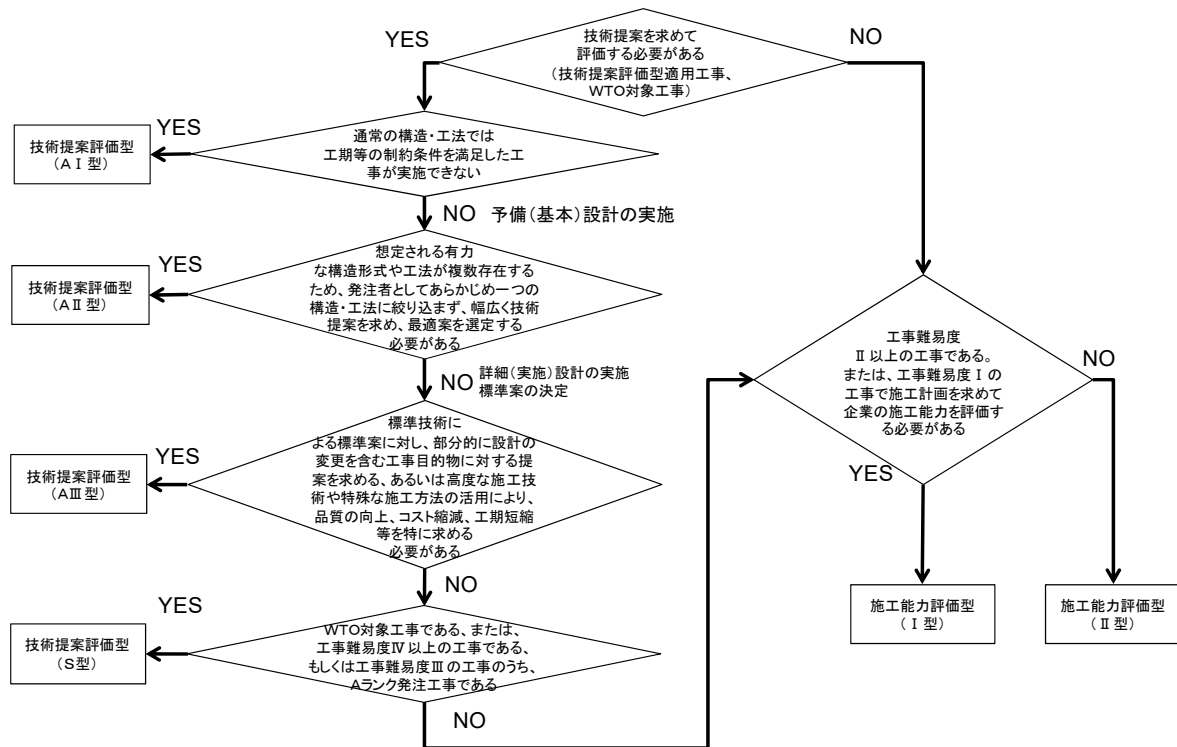 YES
技術提案を求めて
評価する必要がある
（技術提案評価型適用工事、
WTO対象工事）
NO
YES
技術提案評価型
（AⅠ型）
通常の構造・工法では
工期等の制約条件を満足した工
事が実施できない
NO 予備（基本）設計の実施
YES
技術提案評価型
（AⅡ型）
想定される有力
な構造形式や工法が複数存在する
ため、発注者としてあらかじめ一つの
構造・工法に絞り込まず、幅広く技術
提案を求め、最適案を選定する
必要がある
NO 詳細（実施）設計の実施
標準案の決定
YES
技術提案評価型
（AⅢ型）
標準技術に
よる標準案に対し、部分的に設計の
変更を含む工事目的物に対する提
案を求める、あるいは高度な施工技
術や特殊な施工方法の活用により、
品質の向上、コスト縮減、工期短縮
等を特に求める
必要がある
NO
YES
技術提案評価型
（S型）
WTO対象工事である、または、
工事難易度Ⅳ以上の工事である、
もしくは工事難易度Ⅲの工事のうち、
Aランク発注工事である
NO
工事難易度
Ⅱ以上の工事である。
または、工事難易度Ⅰの
工事で施工計画を求めて
企業の施工能力を評価す
る必要がある
NO
YES
施工能力評価型
（Ⅰ型）
施工能力評価型
（Ⅱ型）